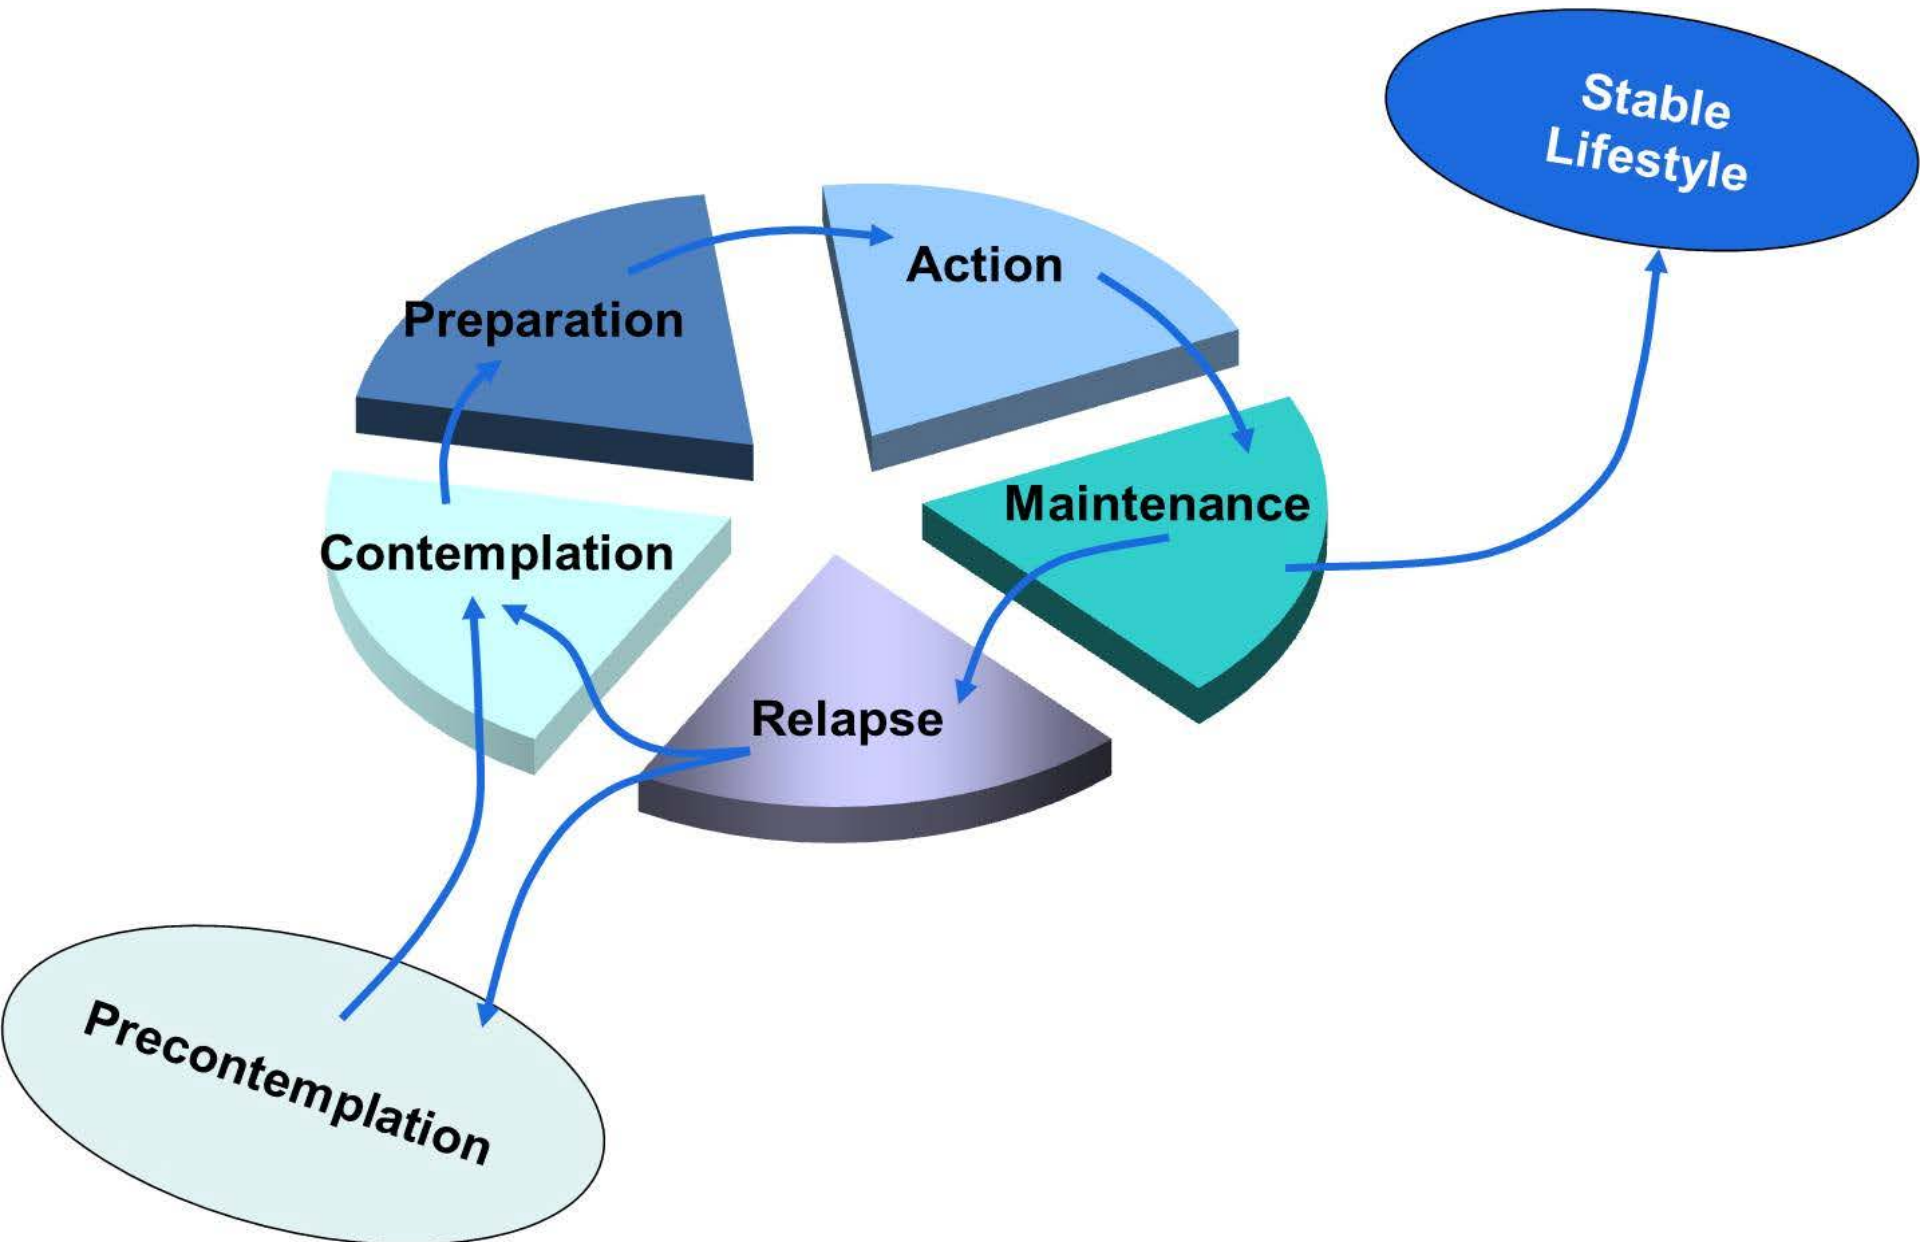 Stable
Lifestyle
Action
Preparation
Maintenance
Contemplation
Relapse
Precontemplation